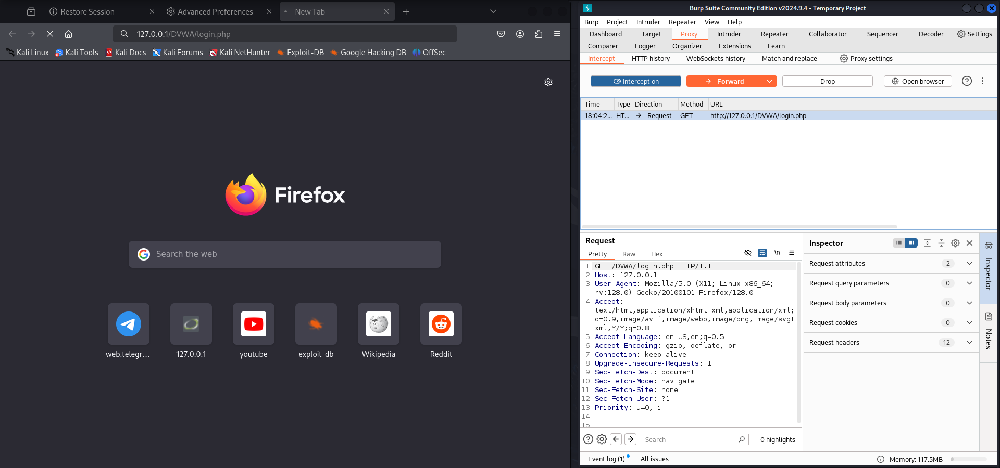 Restore Session
Advanced Preferences
New Tab
127.0.0.1/DVWA/login.php
Kali Linux
Kali Tools
Kali Docs
Kali Forums
Kali NetHunter
Exploit-DB
Google Hacking DB
OffSec
Firefox
Search the web
web.telegr...
127.0.0.1
youtube
exploit-db
Wikipedia
Reddit
Burp Suite Community Edition v2024.9.4 - Temporary Project
Burp Project Intruder Repeater View Help
Dashboard Target Proxy Intruder Repeater Collaborator Sequencer Decoder Settings
Comparer Logger Organizer Extensions Learn
Intercept HTTP history WebSockets history Match and replace Proxy settings
Intercept on Forward Drop Open browser
Time Type Direction Method URL
18:04:2... HT... Request GET http://127.0.0.1/DVWA/login.php
Request
Pretty Raw Hex \n
1 GET /DVWA/login.php HTTP/1.1
2 Host: 127.0.0.1
3 User-Agent: Mozilla/5.0 (X11; Linux x86_64;
rv:128.0) Gecko/20100101 Firefox/128.0
4 Accept:
text/html,application/xhtml+xml,application/xml;
q=0.9,image/avif,image/webp,image/png,image/svg+
xml,*/*;q=0.8
5 Accept-Language: en-US,en;q=0.5
6 Accept-Encoding: gzip, deflate, br
7 Connection: keep-alive
8 Upgrade-Insecure-Requests: 1
9 Sec-Fetch-Dest: document
10 Sec-Fetch-Mode: navigate
11 Sec-Fetch-Site: none
12 Sec-Fetch-User: ?1
13 Priority: u=0, i
14
15
Search
0 highlights
Inspector
Request attributes 2
Request query parameters 0
Request body parameters 0
Request cookies 0
Request headers 12
Inspector
Notes
Event log (1) All issues
Memory: 117.5MB